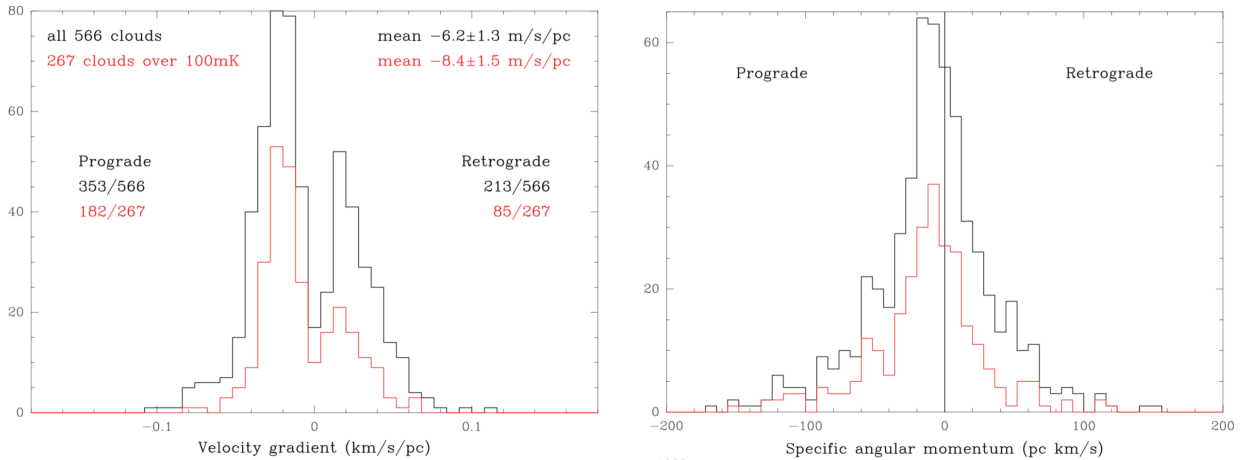 all 566 clouds
mean −6.2±1.3 m/s/pc
267 clouds over 100mK
mean −8.4±1.5 m/s/pc
Prograde
353/566
182/267
Retrograde
213/566
85/267
80
60
40
20
0
−0.1
0
0.1
Velocity gradient (km/s/pc)
Prograde
Retrograde
60
40
20
0
−200
−100
0
100
200
Specific angular momentum (pc km/s)